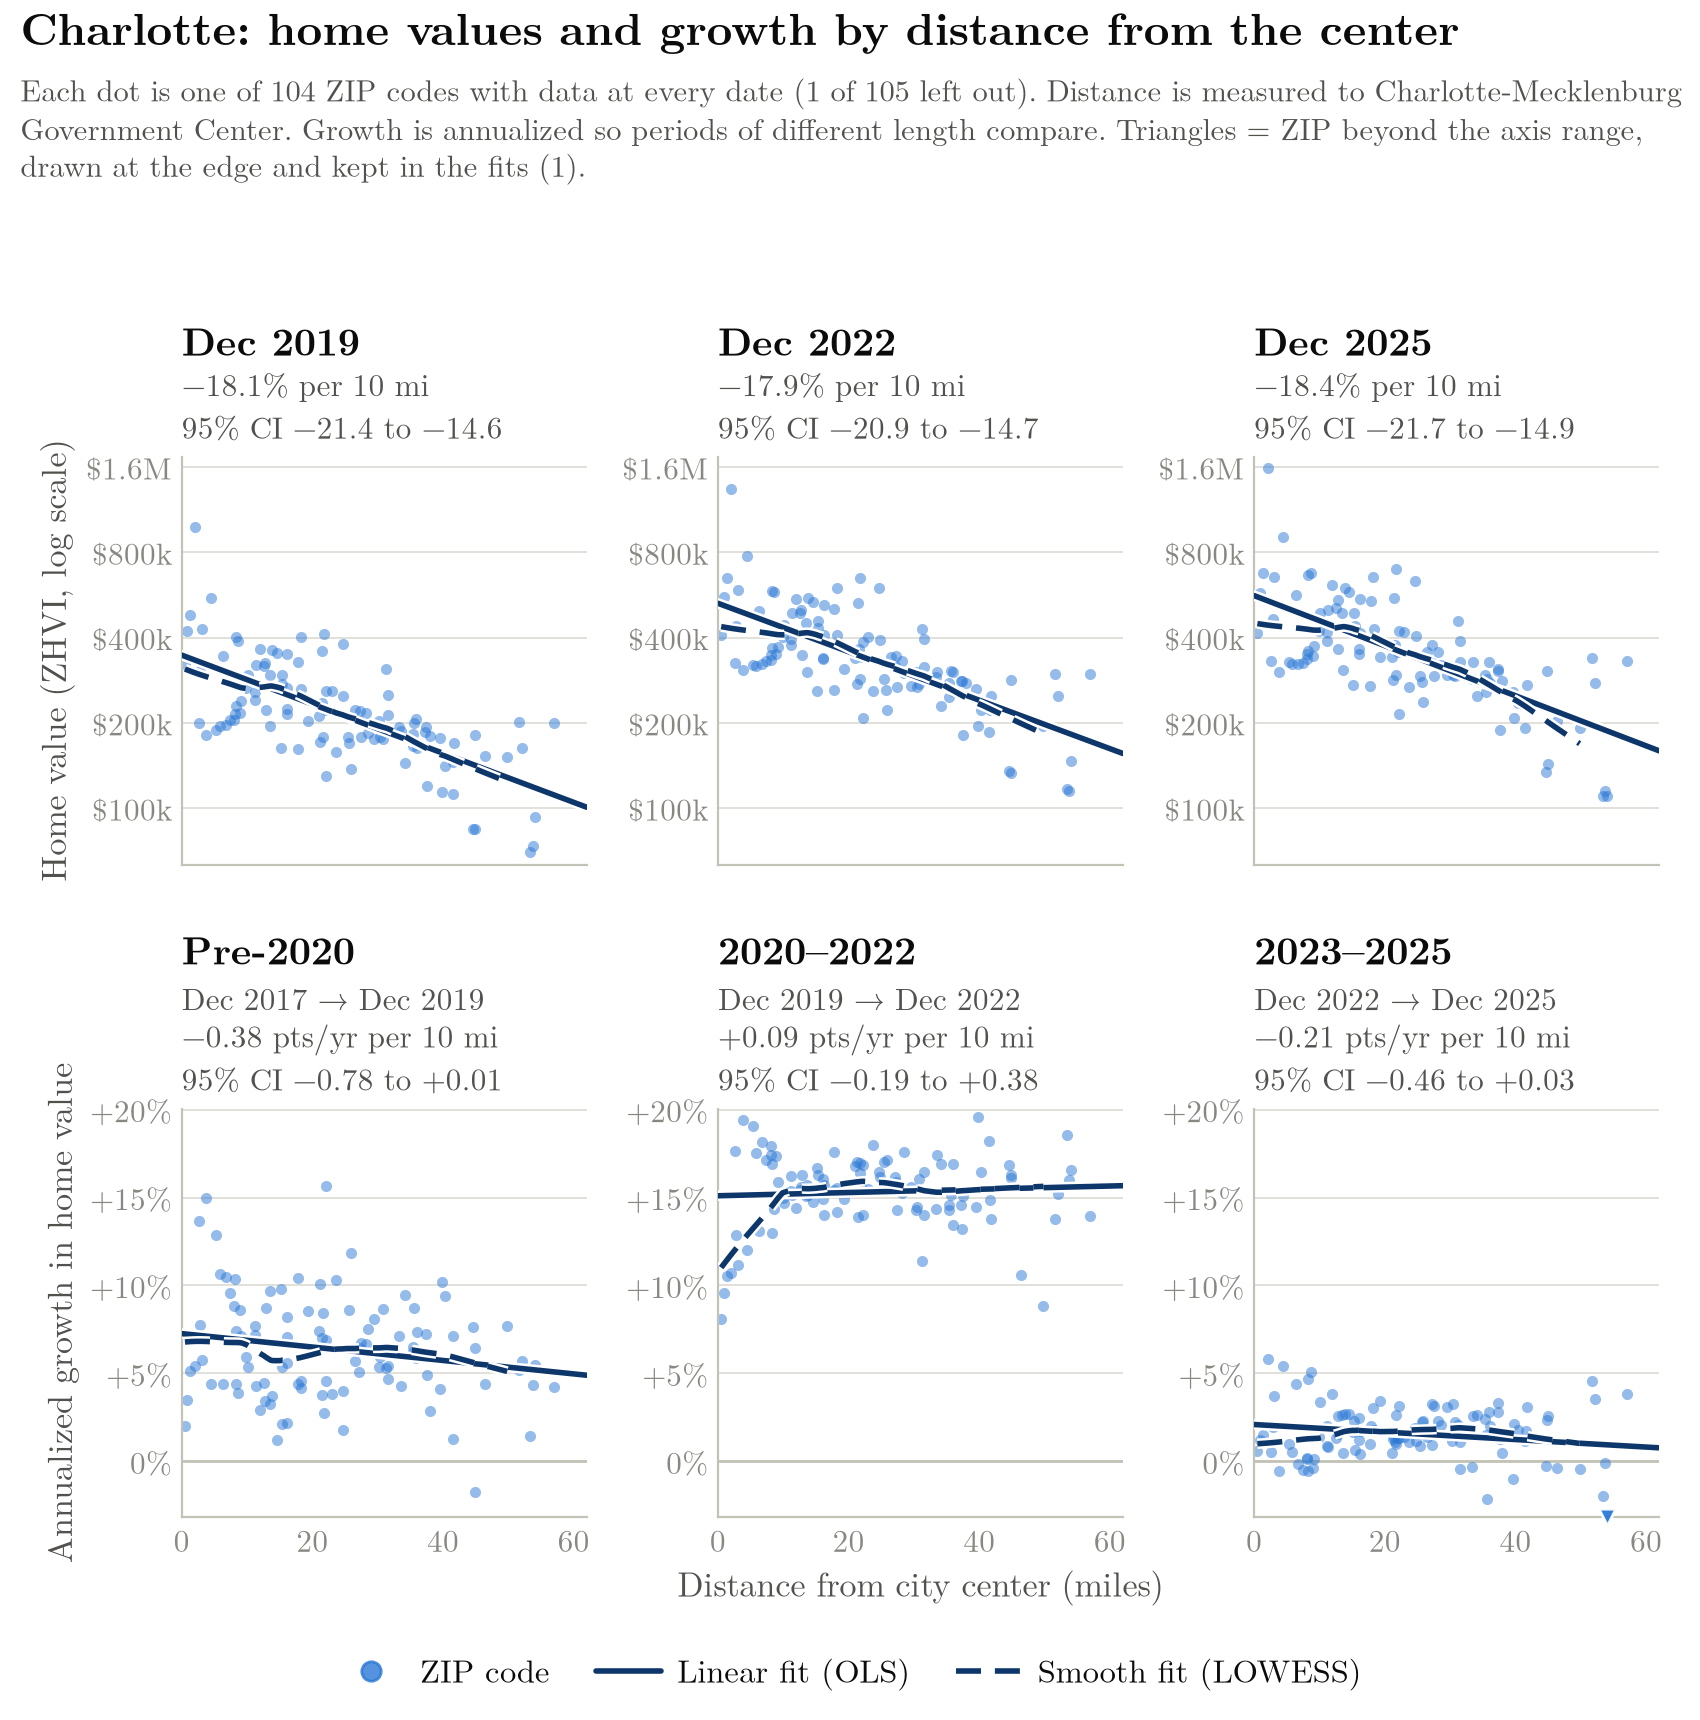 Charlotte: home values and growth by distance from the center
Each dot is one of 104 ZIP codes with data at every date (1 of 105 left out). Distance is measured to Charlotte-Mecklenburg
Government Center. Growth is annualized so periods of different length compare. Triangles = ZIP beyond the axis range,
drawn at the edge and kept in the fits (1).
Dec 2019
−18.1% per 10 mi
95% CI −21.4 to −14.6
Dec 2022
−17.9% per 10 mi
95% CI −20.9 to −14.7
Dec 2025
−18.4% per 10 mi
95% CI −21.7 to −14.9
Home value (ZHVI, log scale)
$1.6M
$800k
$400k
$200k
$100k
$1.6M
$800k
$400k
$200k
$100k
$1.6M
$800k
$400k
$200k
$100k
Pre-2020
Dec 2017 → Dec 2019
−0.38 pts/yr per 10 mi
95% CI −0.78 to +0.01
2020–2022
Dec 2019 → Dec 2022
+0.09 pts/yr per 10 mi
95% CI −0.19 to +0.38
2023–2025
Dec 2022 → Dec 2025
−0.21 pts/yr per 10 mi
95% CI −0.46 to +0.03
Annualized growth in home value
+20%
+15%
+10%
+5%
0%
+20%
+15%
+10%
+5%
0%
+20%
+15%
+10%
+5%
0%
0 20 40 60
0 20 40 60
0 20 40 60
Distance from city center (miles)
ZIP code
Linear fit (OLS)
Smooth fit (LOWESS)